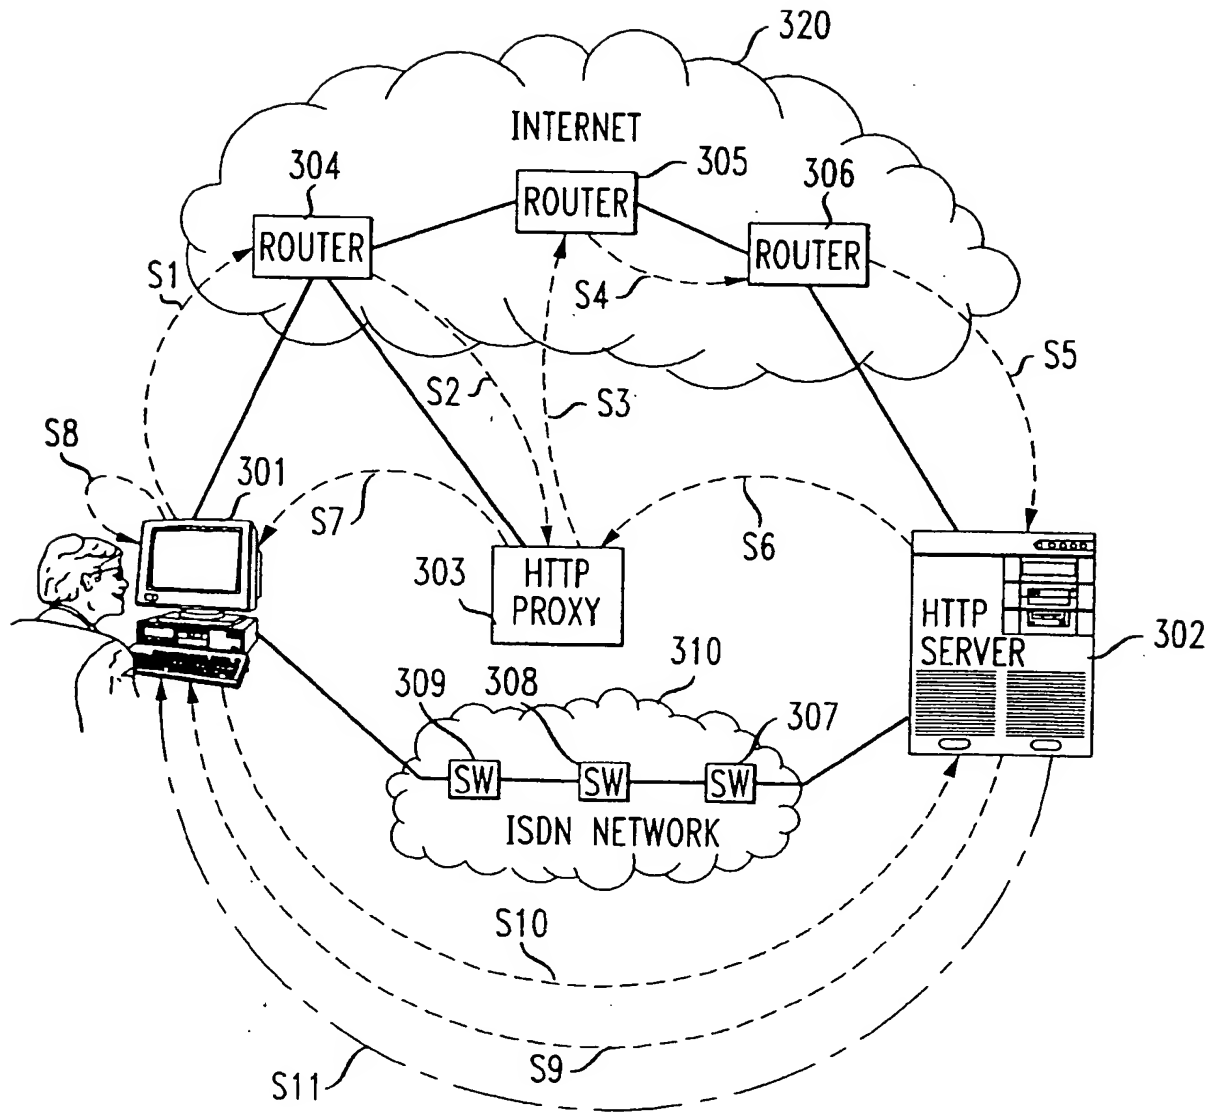 320
INTERNET
304
305
306
ROUTER
ROUTER
ROUTER
S1
S4
S2
S3
S5
S8
301
S7
S6
303
HTTP
PROXY
HTTP
SERVER
302
310
309
308
307
SW
SW
SW
ISDN NETWORK
S10
S9
S11